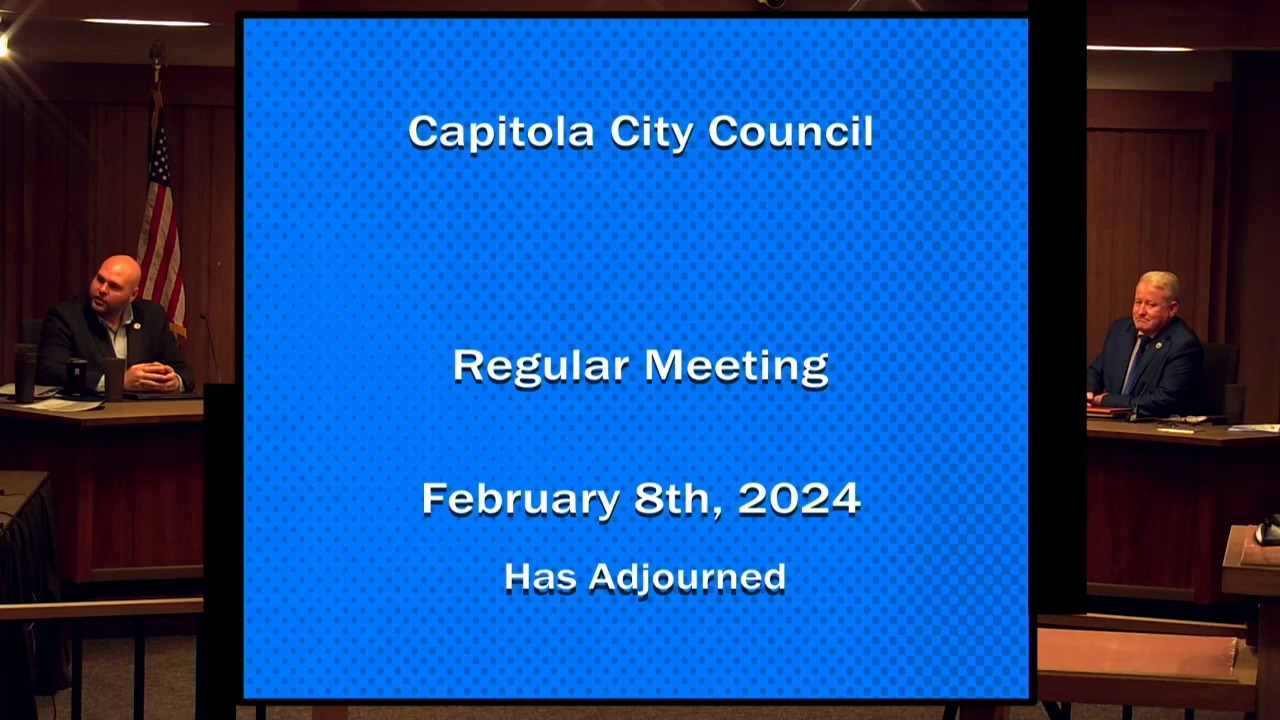 Capitola City Council
Regular Meeting
February 8th, 2024
Has Adjourned